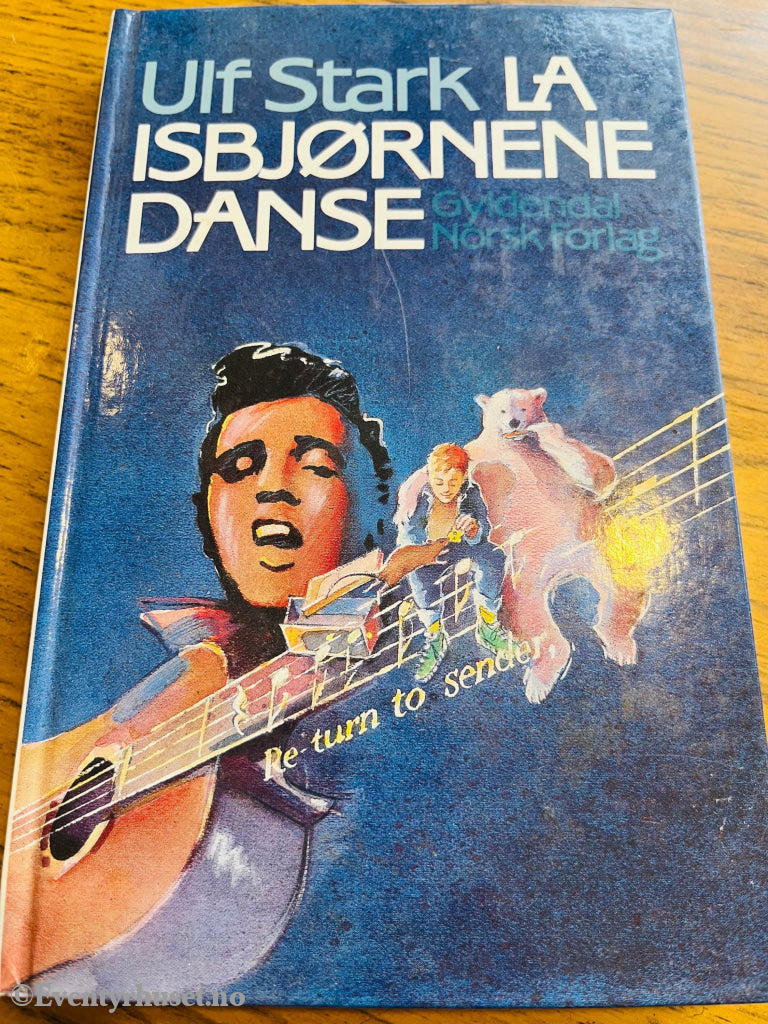 Ulf Stark LA
ISBJØRNENE
DANSE Gyldendal
Norsk Forlag
Re-turn to sender,
©Eventyrhuset.no